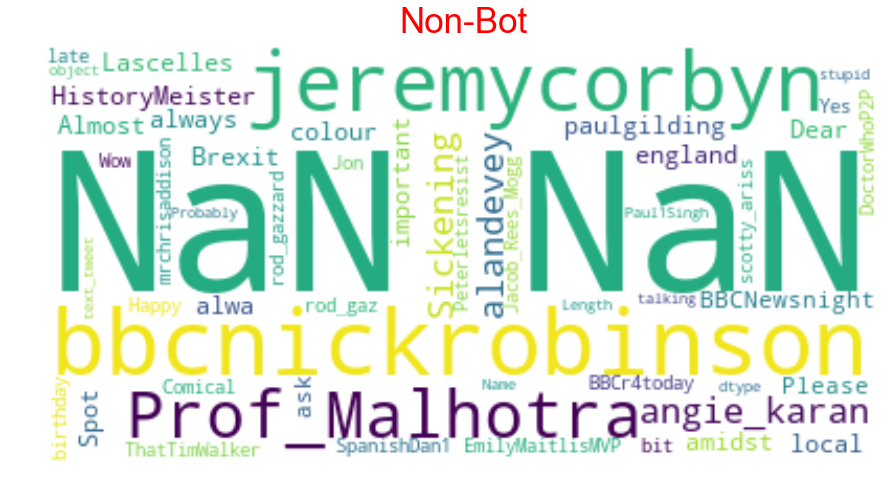 Non-Bot
late
object
Lascelles
jeremycorbyn
stupid
HistoryMeister
Yes
Almost
always
colour
paulgilding
Dear
DoctorWhoP2P
Wow
mrchrisaddison
Brexit
Jon
important
Sickening
Peterletsresist
alandevey
Jacob_Rees_Mogg
england
scotty_ariss
NaN NaN
Probably
rod_gazzard
PaullSingh
text_tweet
Happy
alwa
rod_gaz
Length
talking
BBCNewsnight
bbcnickrobinson
birthday
Spot
Comical
ask
Name
BBCr4today
dtype
Please
Prof_Malhotra
angie_karan
ThatTimWalker
SpanishDan1
EmilyMaitlisMVP
bit
amidst
local